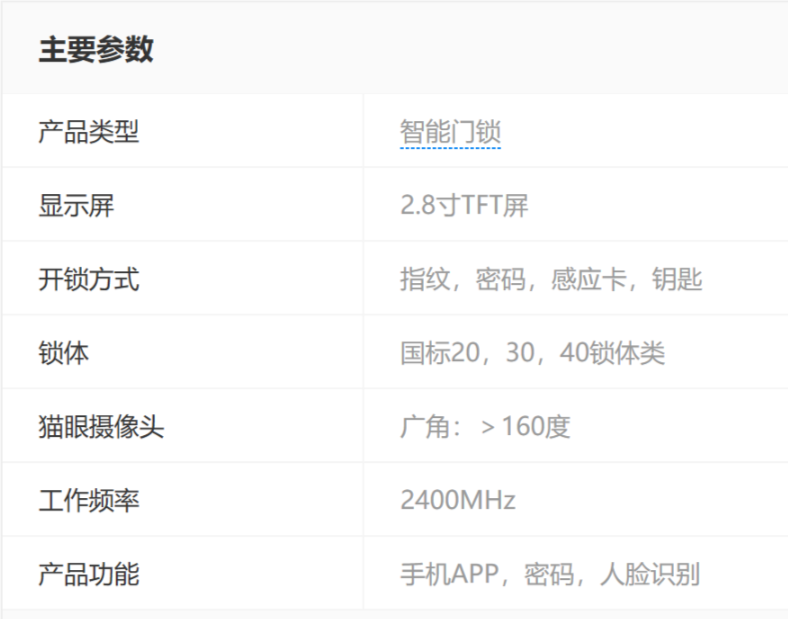 主要参数
产品类型 智能门锁
显示屏 2.8寸TFT屏
开锁方式 指纹，密码，感应卡，钥匙
锁体 国标20，30，40锁体类
猫眼摄像头 广角：＞160度
工作频率 2400MHz
产品功能 手机APP，密码，人脸识别